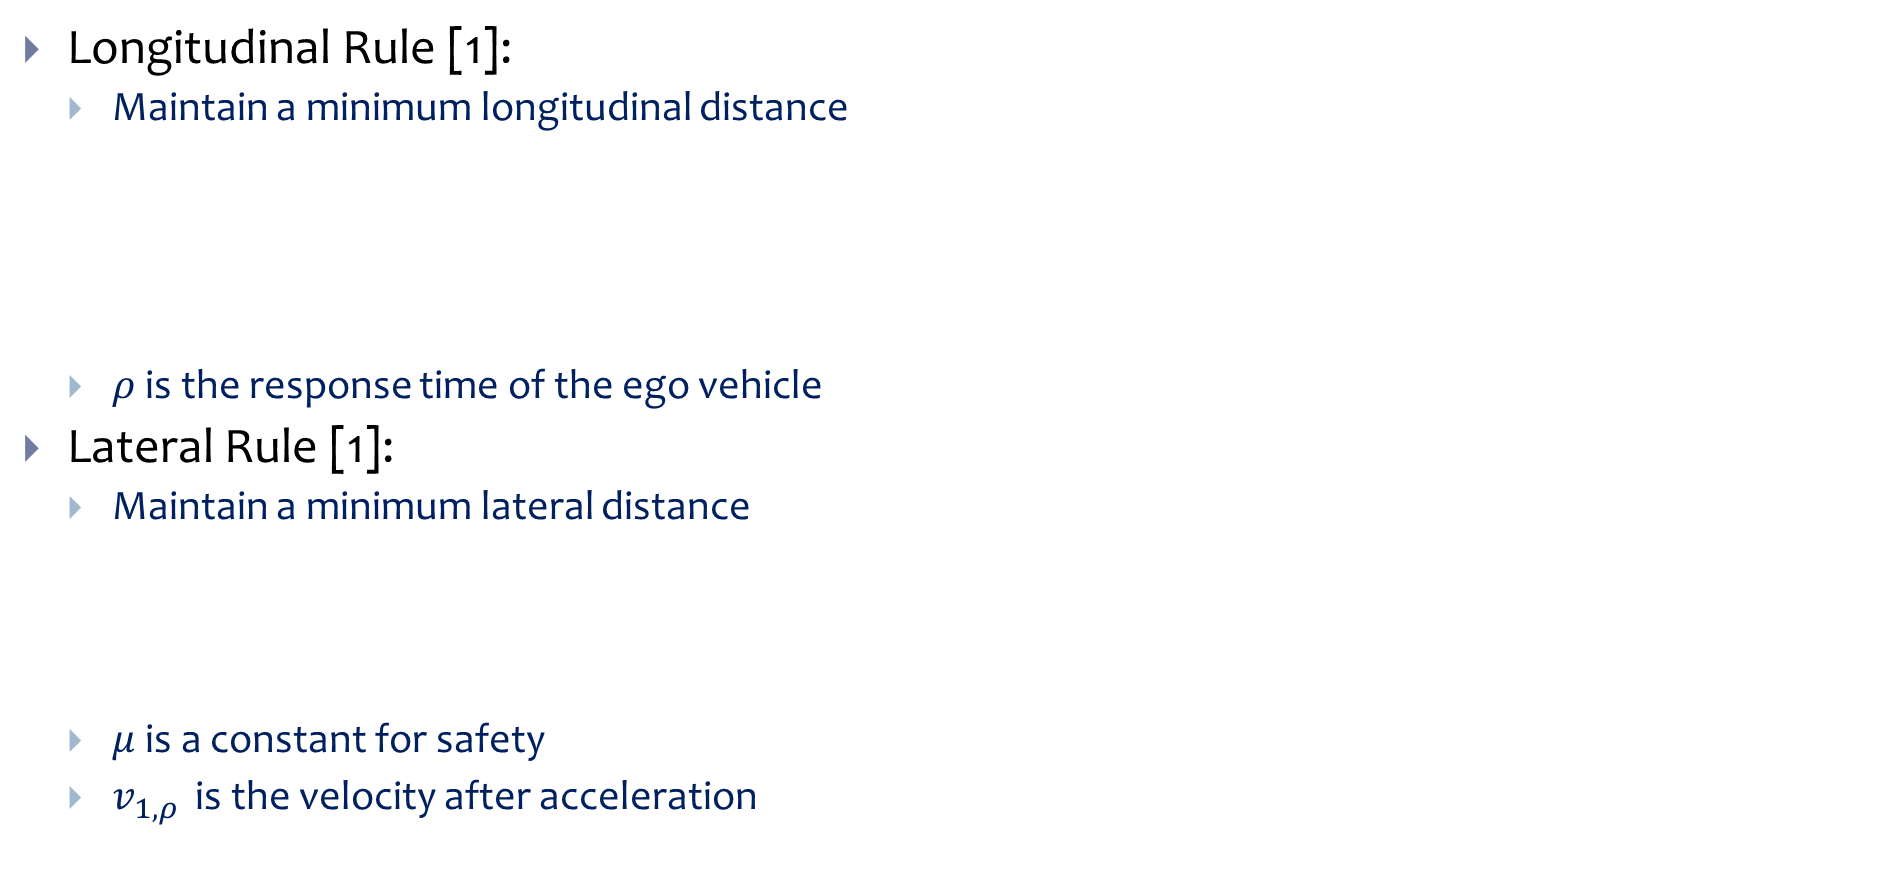 Longitudinal Rule [1]:
Maintain a minimum longitudinal distance
ρ is the response time of the ego vehicle
Lateral Rule [1]:
Maintain a minimum lateral distance
μ is a constant for safety
v₁,ρ is the velocity after acceleration